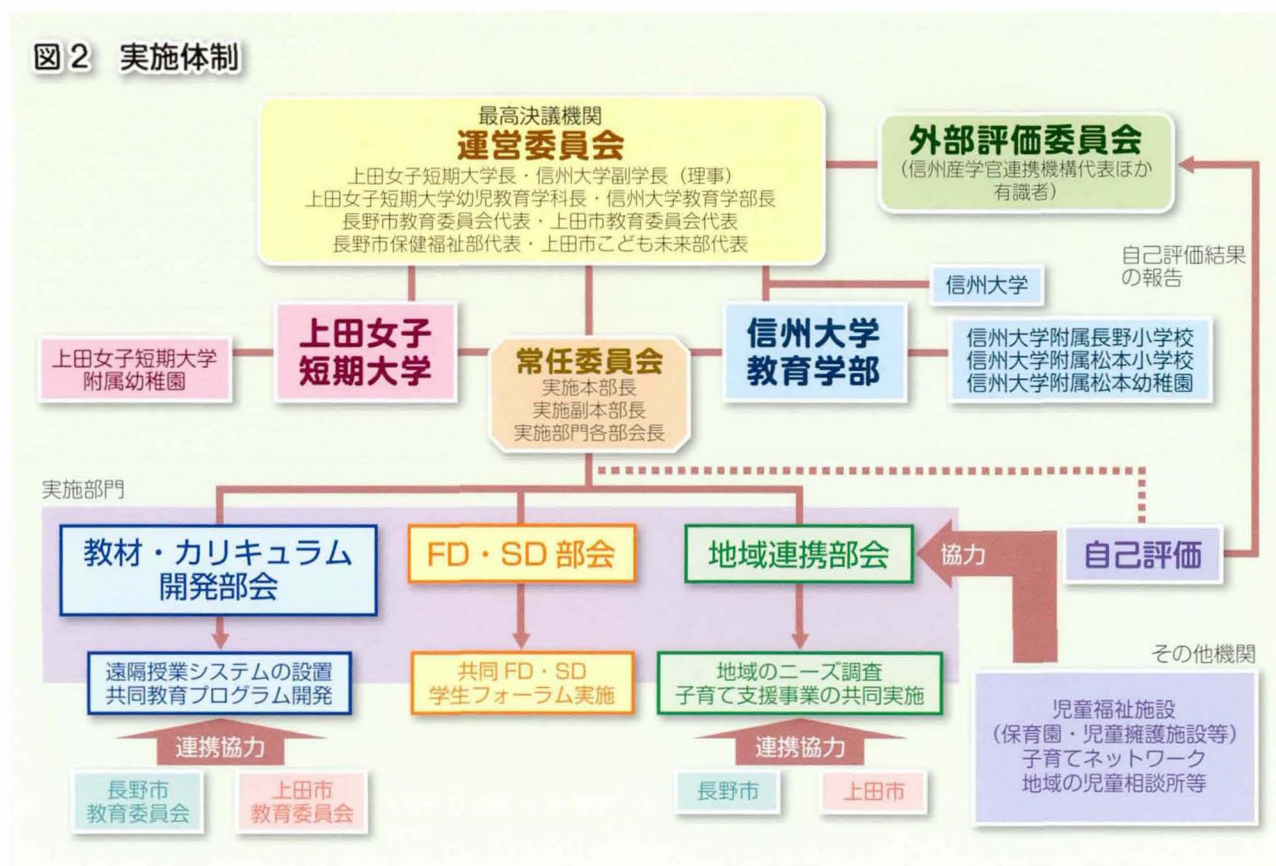 図2 実施体制
最高決議機関
運営委員会
上田女子短期大学長・信州大学副学長（理事）
上田女子短期大学幼児教育学科長・信州大学教育学部長
長野市教育委員会代表・上田市教育委員会代表
長野市保健福祉部代表・上田市こども未来部代表
外部評価委員会
（信州産学官連携機構代表ほか
有識者）
自己評価結果
の報告
信州大学
上田女子短期大学
附属幼稚園
上田女子
短期大学
常任委員会
実施本部長
実施副本部長
実施部門各部会長
信州大学
教育学部
信州大学附属長野小学校
信州大学附属松本小学校
信州大学附属松本幼稚園
実施部門
教材・カリキュラム
開発部会
FD・SD 部会
地域連携部会
協力
自己評価
遠隔授業システムの設置
共同教育プログラム開発
共同 FD・SD
学生フォーラム実施
地域のニーズ調査
子育て支援事業の共同実施
その他機関
児童福祉施設
（保育園・児童擁護施設等）
子育てネットワーク
地域の児童相談所等
連携協力
長野市
教育委員会
上田市
教育委員会
連携協力
長野市
上田市